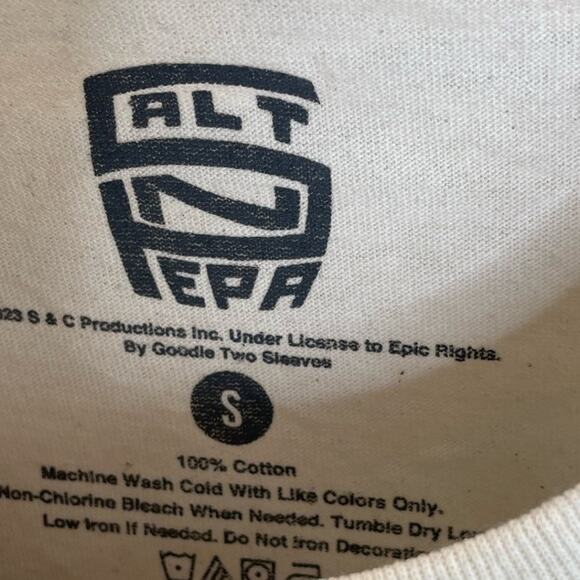 SALT
N
PEPA
023 S & C Productions Inc. Under License to Epic Rights.
By Goodie Two Sleeves
S
100% Cotton
Machine Wash Cold With Like Colors Only.
Non-Chlorine Bleach When Needed. Tumble Dry
Low Iron If Needed. Do Not Iron